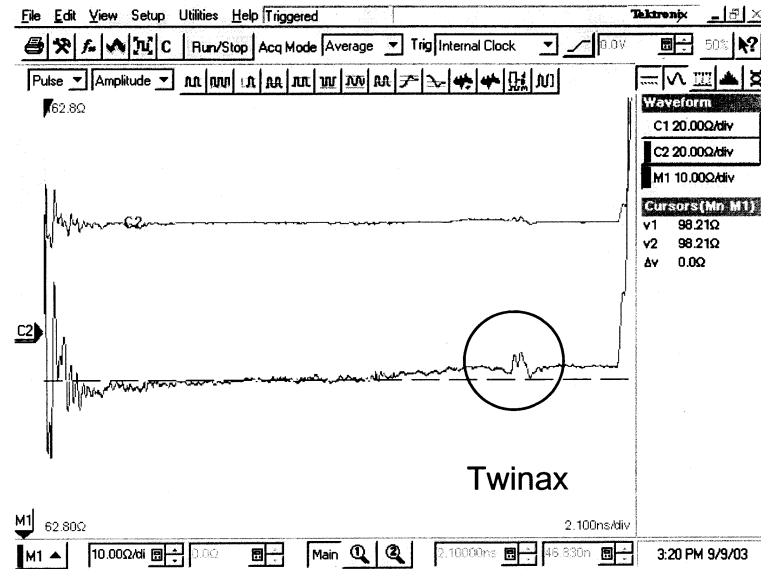 File Edit View Setup Utilities Help Triggered Tektronix
C Run/Stop Acq Mode Average Trig Internal Clock 0.0V 50%
Pulse Amplitude
62.8Ω
Waveform
C1 20.00Ω/div
C2 20.00Ω/div
M1 10.00Ω/div
Cursors(Mn M1)
v1 98.21Ω
v2 98.21Ω
Δv 0.0Ω
C2
C2
Twinax
M1 62.80Ω 2.100ns/div
M1 10.00Ω/di 0.0Ω Main 1 2 2.10000ns 46.830n 3:20 PM 9/9/03